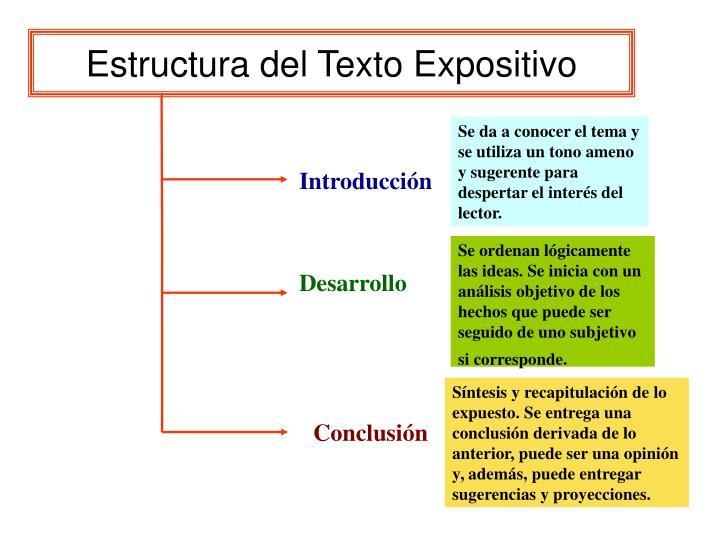 Estructura del Texto Expositivo
Introducción
Se da a conocer el tema y
se utiliza un tono ameno
y sugerente para
despertar el interés del
lector.
Desarrollo
Se ordenan lógicamente
las ideas. Se inicia con un
análisis objetivo de los
hechos que puede ser
seguido de uno subjetivo
si corresponde.
Conclusión
Síntesis y recapitulación de lo
expuesto. Se entrega una
conclusión derivada de lo
anterior, puede ser una opinión
y, además, puede entregar
sugerencias y proyecciones.